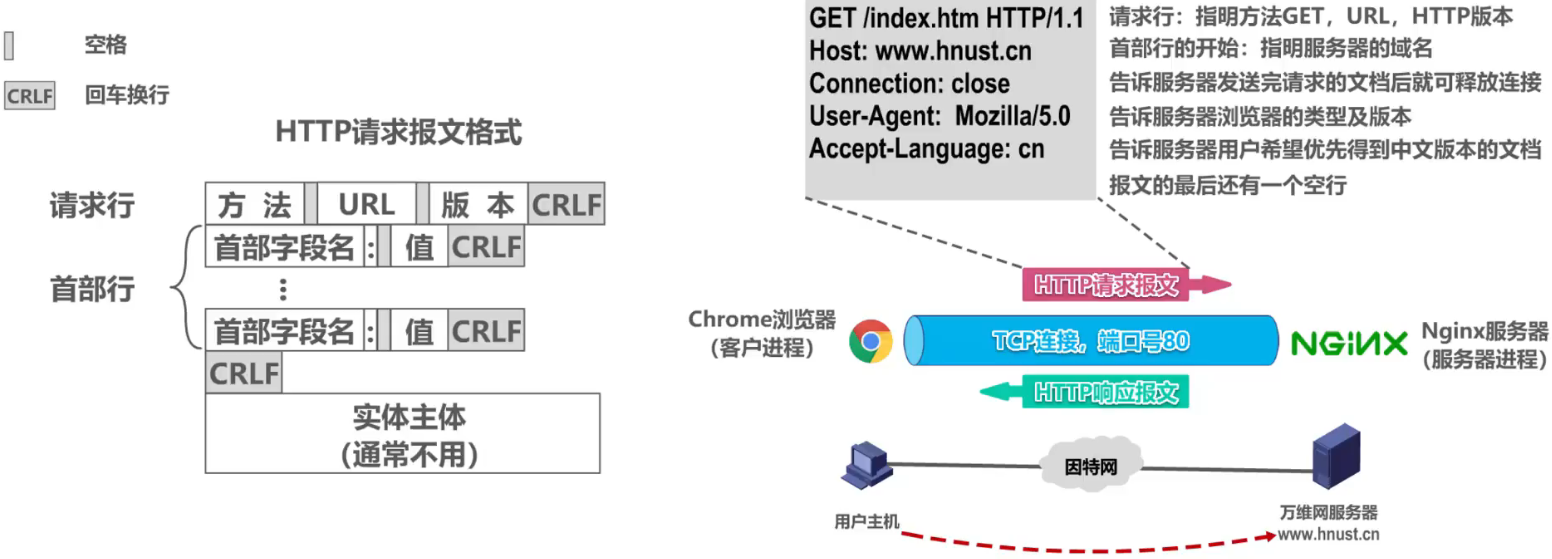 空格
CRLF 回车换行
HTTP请求报文格式
请求行
方 法 URL 版 本 CRLF
首部行
首部字段名 : 值 CRLF
⋮
首部字段名 : 值 CRLF
CRLF
实体主体
(通常不用)
GET /index.htm HTTP/1.1 请求行：指明方法GET，URL，HTTP版本
Host: www.hnust.cn 首部行的开始：指明服务器的域名
Connection: close 告诉服务器发送完请求的文档后就可释放连接
User-Agent: Mozilla/5.0 告诉服务器浏览器的类型及版本
Accept-Language: cn 告诉服务器用户希望优先得到中文版本的文档
报文的最后还有一个空行
HTTP请求报文
Chrome浏览器
(客户进程)
TCP连接，端口号80
NGINX
Nginx服务器
(服务器进程)
HTTP响应报文
因特网
用户主机
万维网服务器
www.hnust.cn